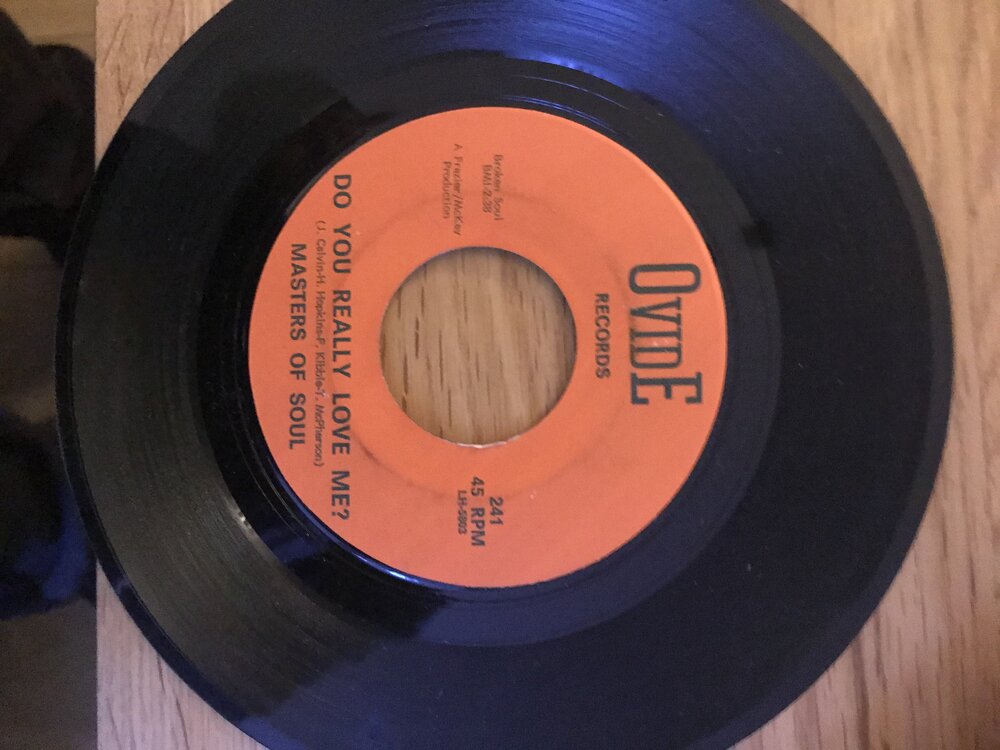 OVIDE
RECORDS
Broken Soul
BMI-2:38
A Frazier/McKey
Production
241
45 RPM
LH-5803
DO YOU REALLY LOVE ME?
(J. Calvin-H. Hopkins-F. Kibble-T. McPherson)
MASTERS OF SOUL